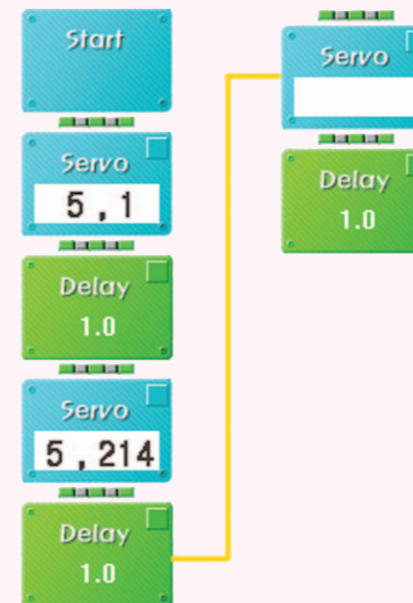 Start
Servo
5 , 1
Delay
1.0
Servo
5 , 214
Delay
1.0
Servo
Delay
1.0